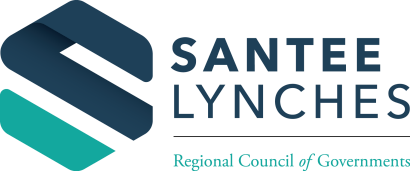 SANTEE
LYNCHES
Regional Council of Governments